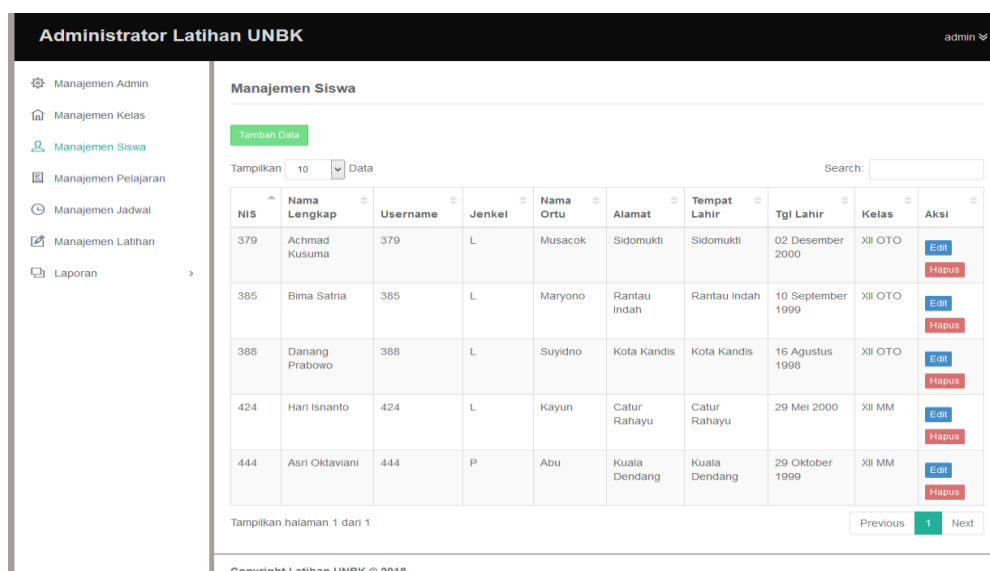 Administrator Latihan UNBK
admin
Manajemen Admin
Manajemen Kelas
Manajemen Siswa
Manajemen Pelajaran
Manajemen Jadwal
Manajemen Latihan
Laporan
Manajemen Siswa
Tambah Data
Tampilkan 10 Data
Search:
NIS Nama Lengkap Username Jenkel Nama Ortu Alamat Tempat Lahir Tgl Lahir Kelas Aksi
379 Achmad Kusuma 379 L Musacok Sidomukti Sidomukti 02 Desember 2000 XII OTO Edit Hapus
385 Bima Satria 385 L Maryono Rantau Indah Rantau Indah 10 September 1999 XII OTO Edit Hapus
388 Danang Prabowo 388 L Suyidno Kota Kandis Kota Kandis 16 Agustus 1998 XII OTO Edit Hapus
424 Hari Isnanto 424 L Kayun Catur Rahayu Catur Rahayu 29 Mei 2000 XII MM Edit Hapus
444 Asri Oktaviani 444 P Abu Kuala Dendang Kuala Dendang 29 Oktober 1999 XII MM Edit Hapus
Tampilkan halaman 1 dari 1
Previous 1 Next
Copyright Latihan UNBK © 2018